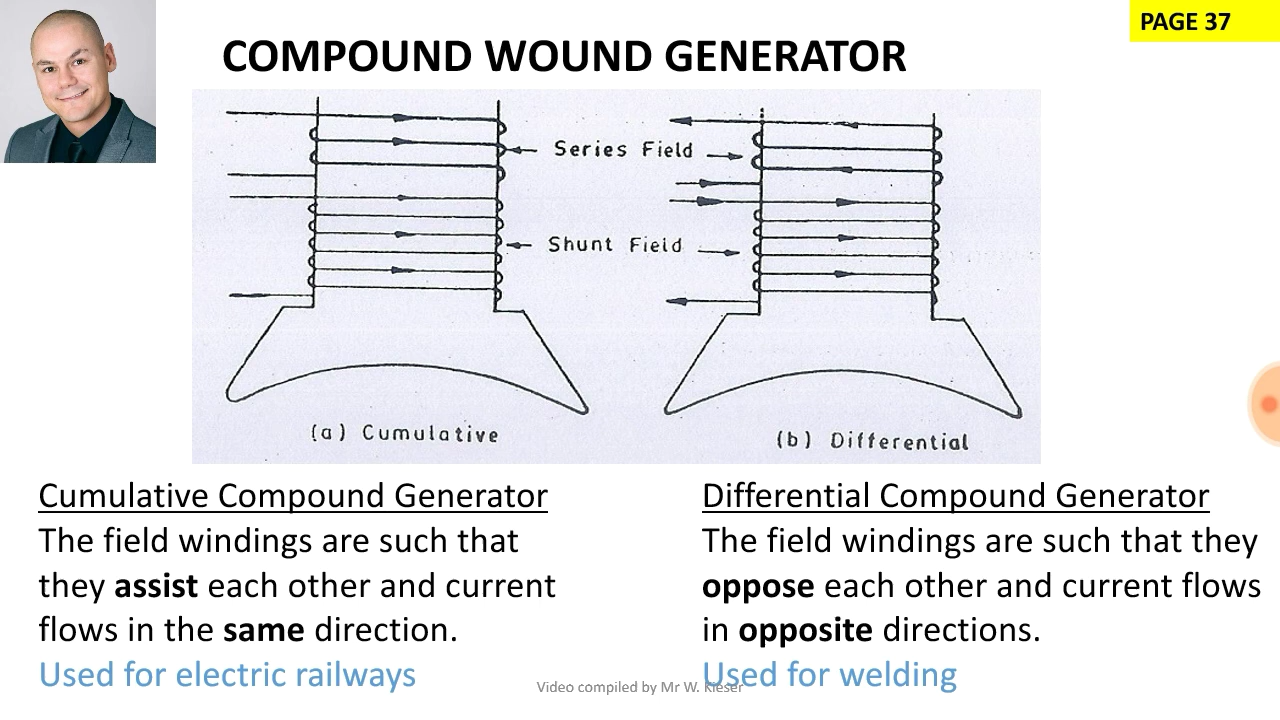 PAGE 37
COMPOUND WOUND GENERATOR
Series Field
Shunt Field
(a) Cumulative
(b) Differential
Cumulative Compound Generator
The field windings are such that
they assist each other and current
flows in the same direction.
Used for electric railways
Differential Compound Generator
The field windings are such that they
oppose each other and current flows
in opposite directions.
Used for welding
Video compiled by Mr W. Kieser